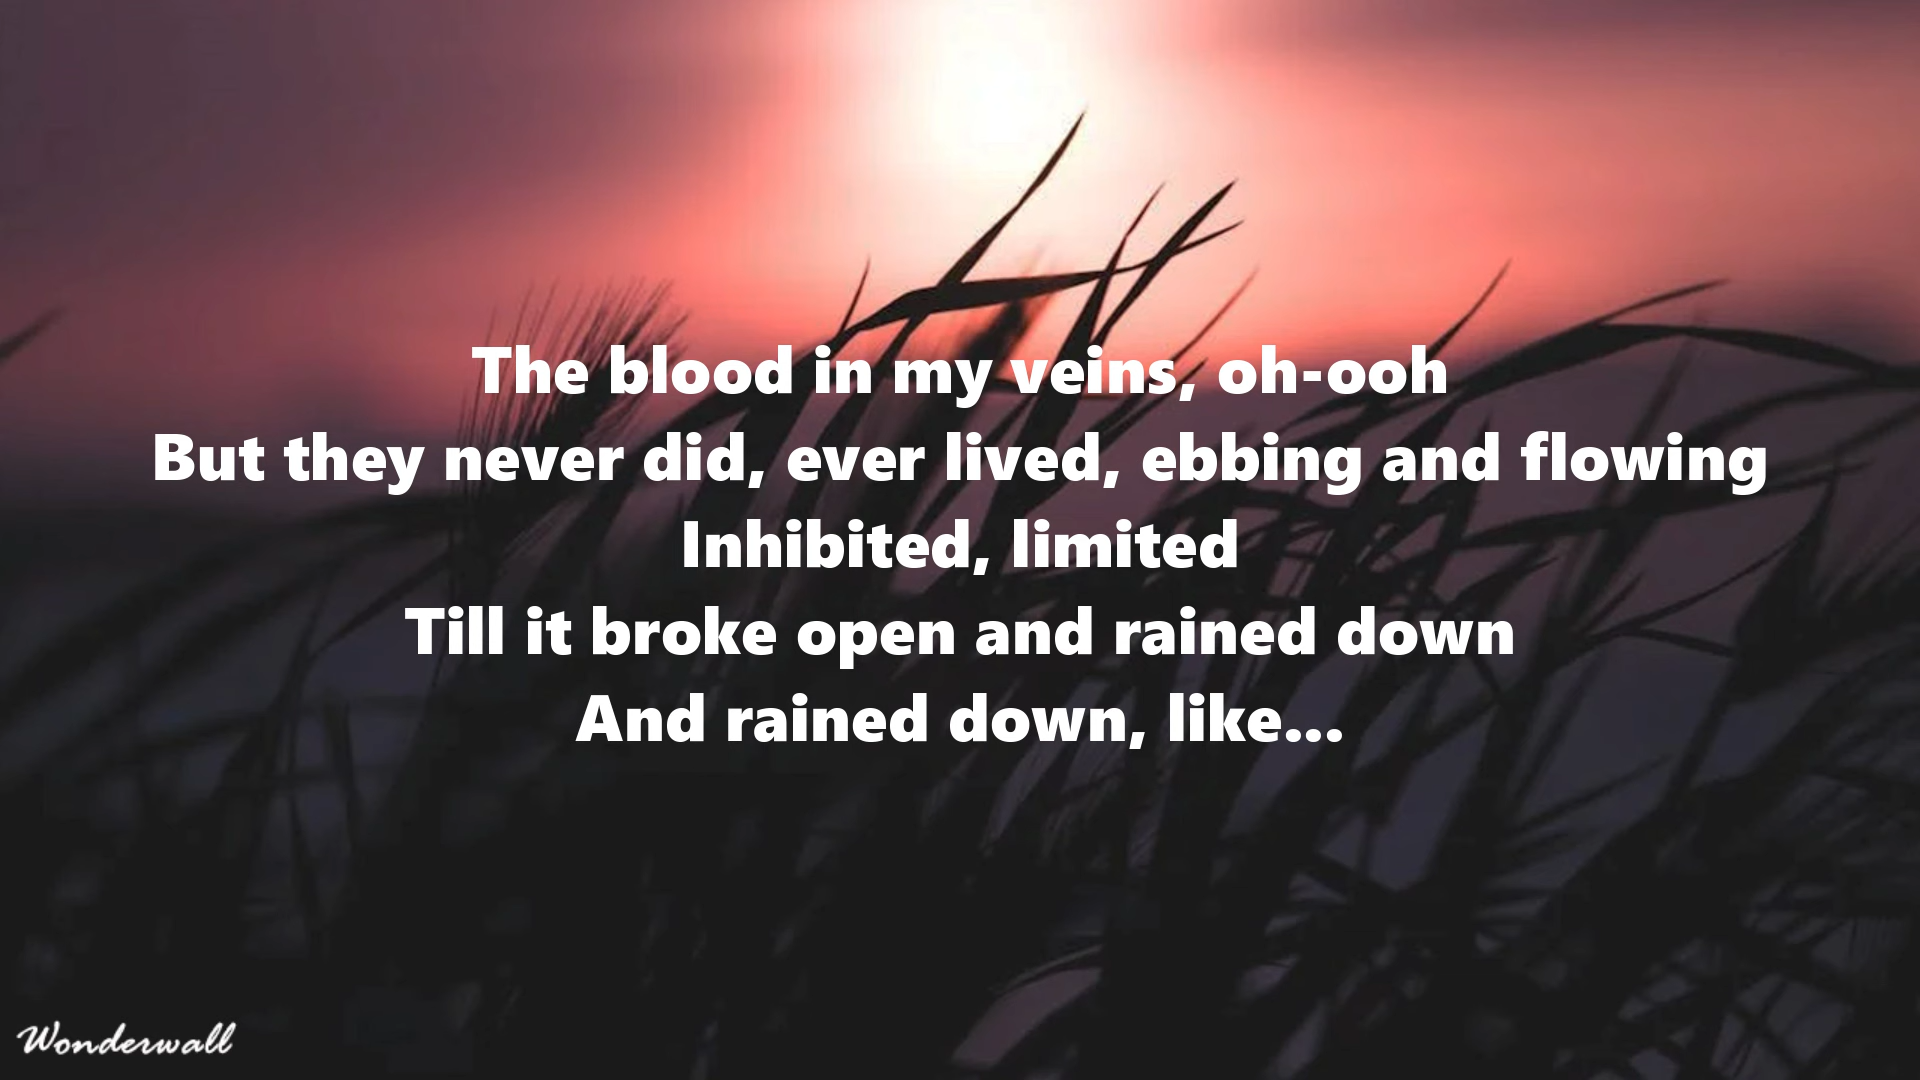 The blood in my veins, oh-ooh
But they never did, ever lived, ebbing and flowing
Inhibited, limited
Till it broke open and rained down
And rained down, like...
Wonderwall